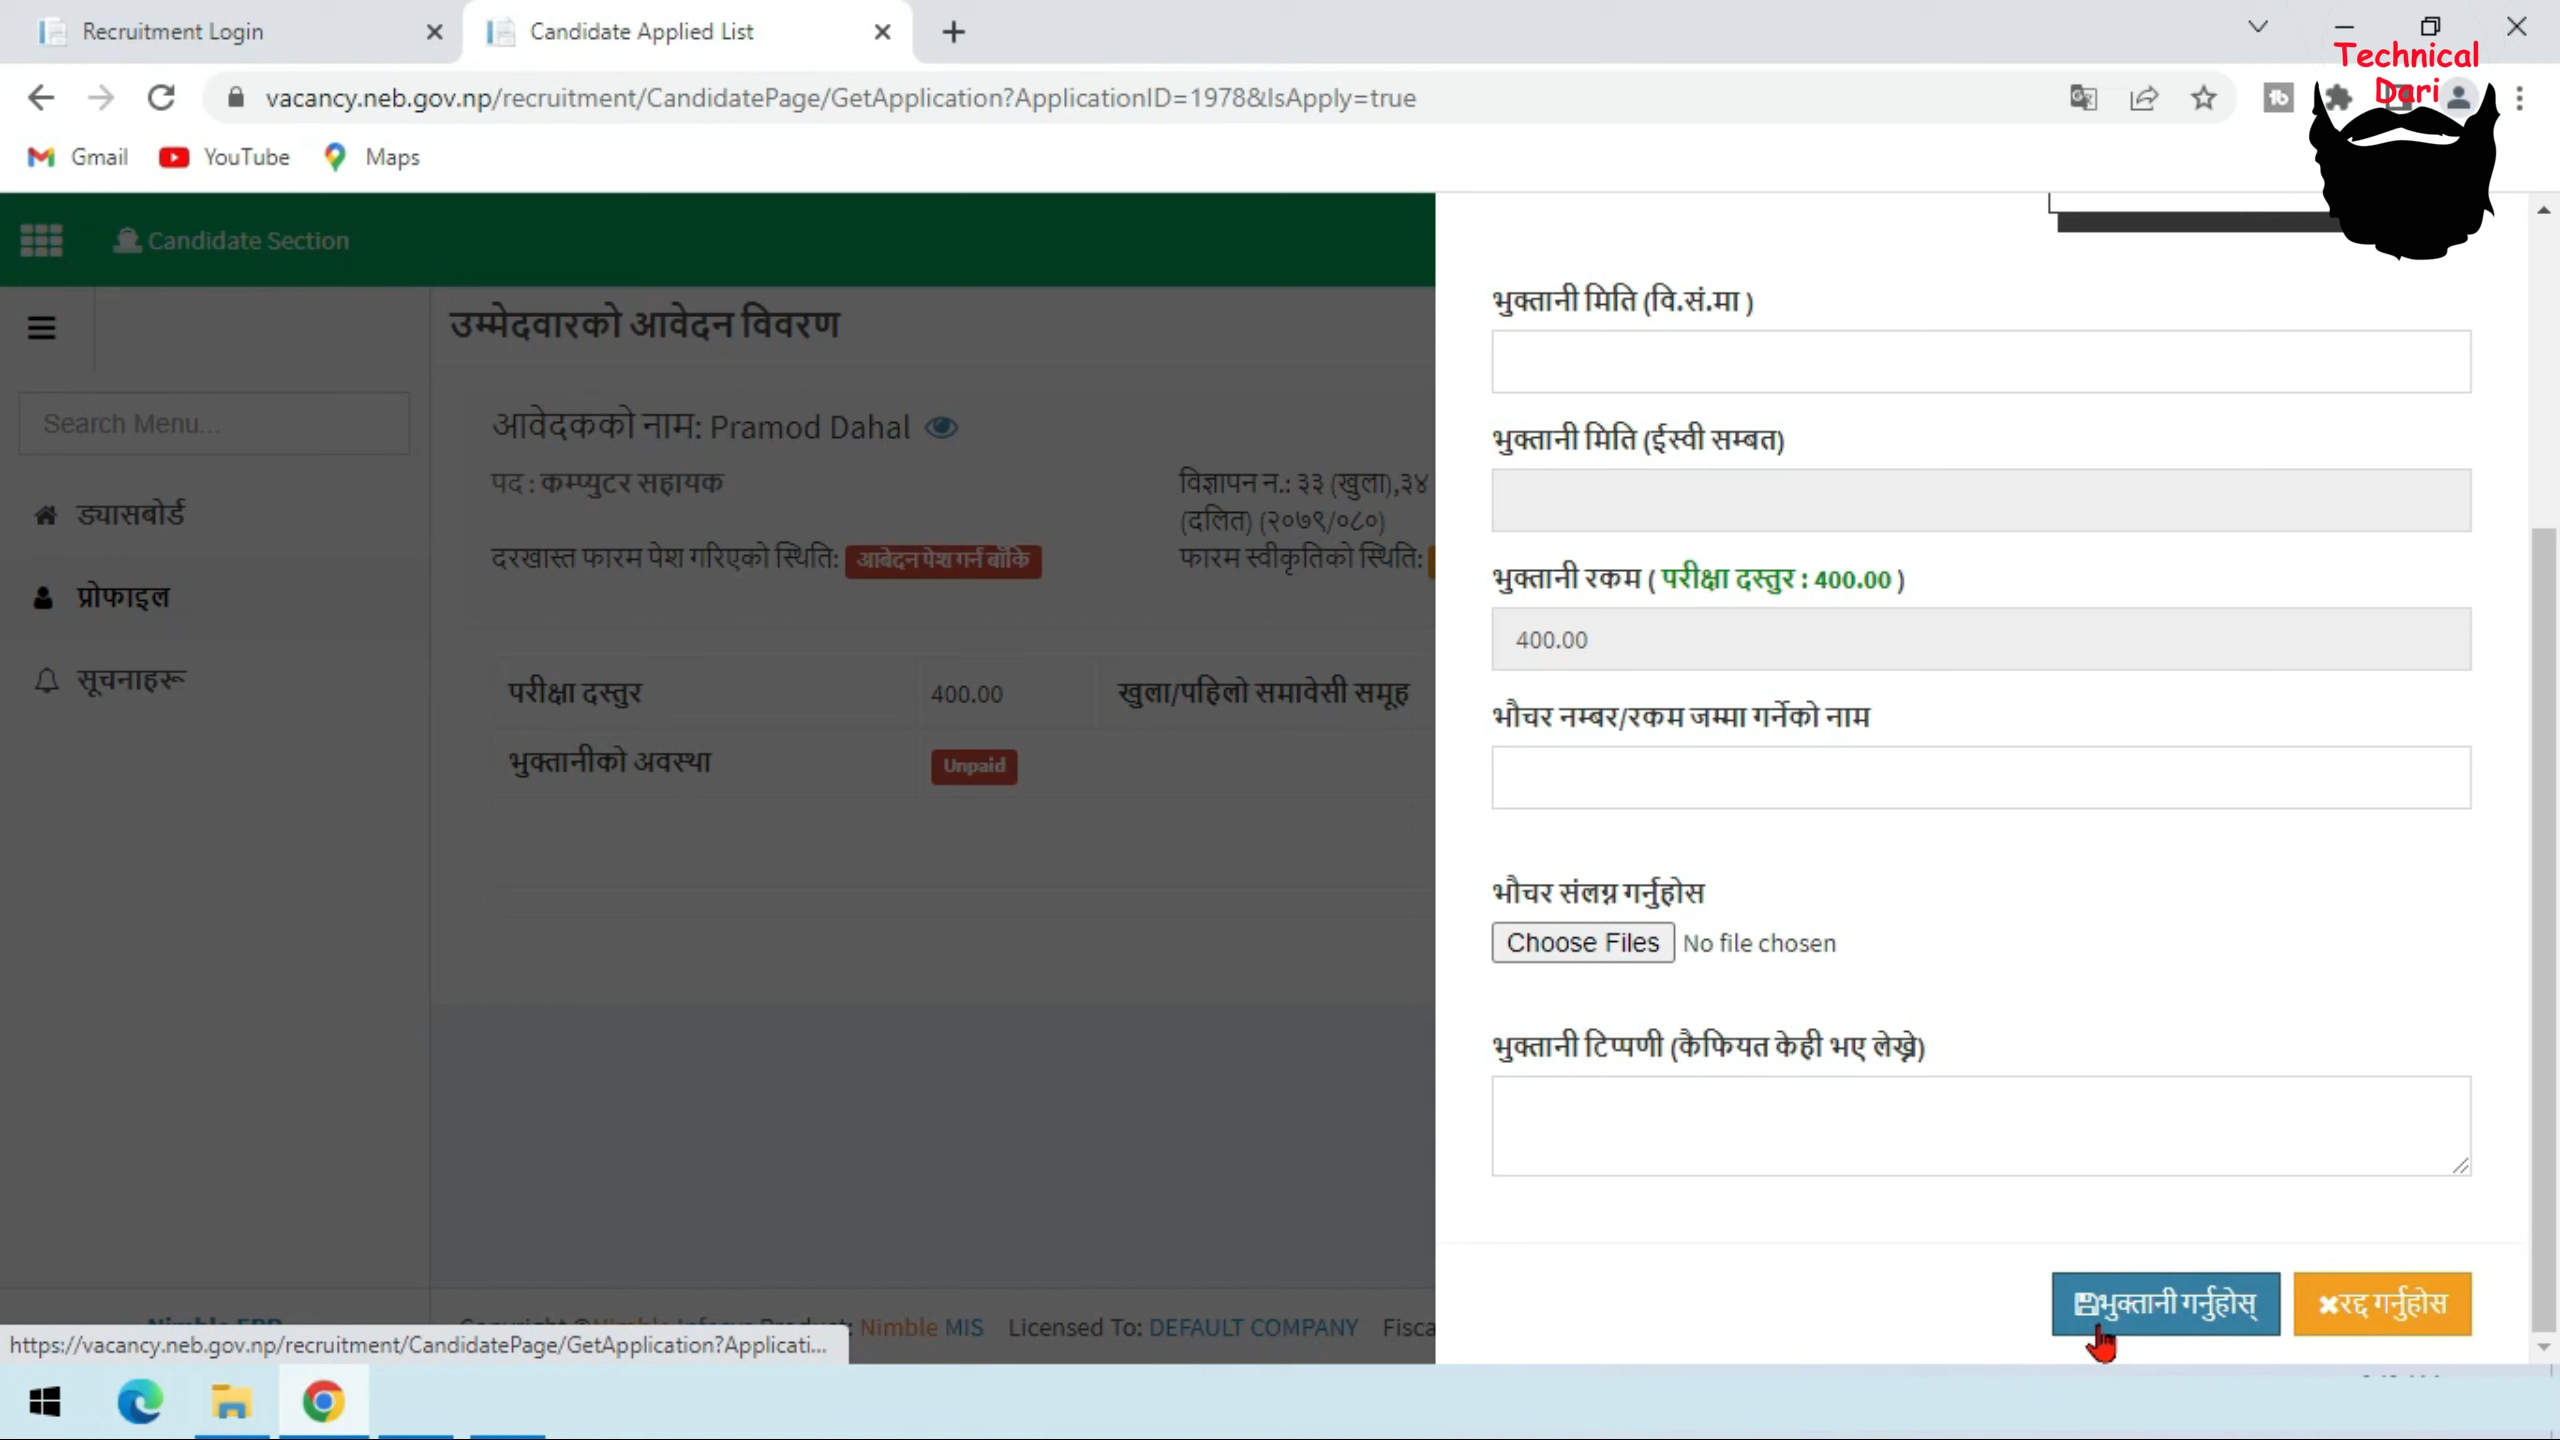 Recruitment Login
Candidate Applied List
Technical
Dari
vacancy.neb.gov.np/recruitment/CandidatePage/GetApplication?ApplicationID=1978&IsApply=true
Gmail YouTube Maps
Candidate Section
उम्मेदवारको आवेदन विवरण
Search Menu...
ड्यासबोर्ड
प्रोफाइल
सूचनाहरू
आवेदकको नाम: Pramod Dahal
पद : कम्प्युटर सहायक
विज्ञापन न.: ३३ (खुला),३४
(दलित) (२०७९/०८०)
दरखास्त फारम पेश गरिएको स्थिति: आबेदन पेश गर्न बाँकि
फारम स्वीकृतिको स्थिति:
परीक्षा दस्तुर 400.00 खुला/पहिलो समावेसी समूह
भुक्तानीको अवस्था Unpaid
भुक्तानी मिति (वि.सं.मा )
भुक्तानी मिति (ईस्वी सम्बत)
भुक्तानी रकम ( परीक्षा दस्तुर : 400.00 )
400.00
भौचर नम्बर/रकम जम्मा गर्नेको नाम
भौचर संलग्न गर्नुहोस
Choose Files No file chosen
भुक्तानी टिप्पणी (कैफियत केही भए लेख्ने)
भुक्तानी गर्नुहोस्
रद्द गर्नुहोस
Nimble MIS Licensed To: DEFAULT COMPANY Fisca
https://vacancy.neb.gov.np/recruitment/CandidatePage/GetApplication?Applicati...